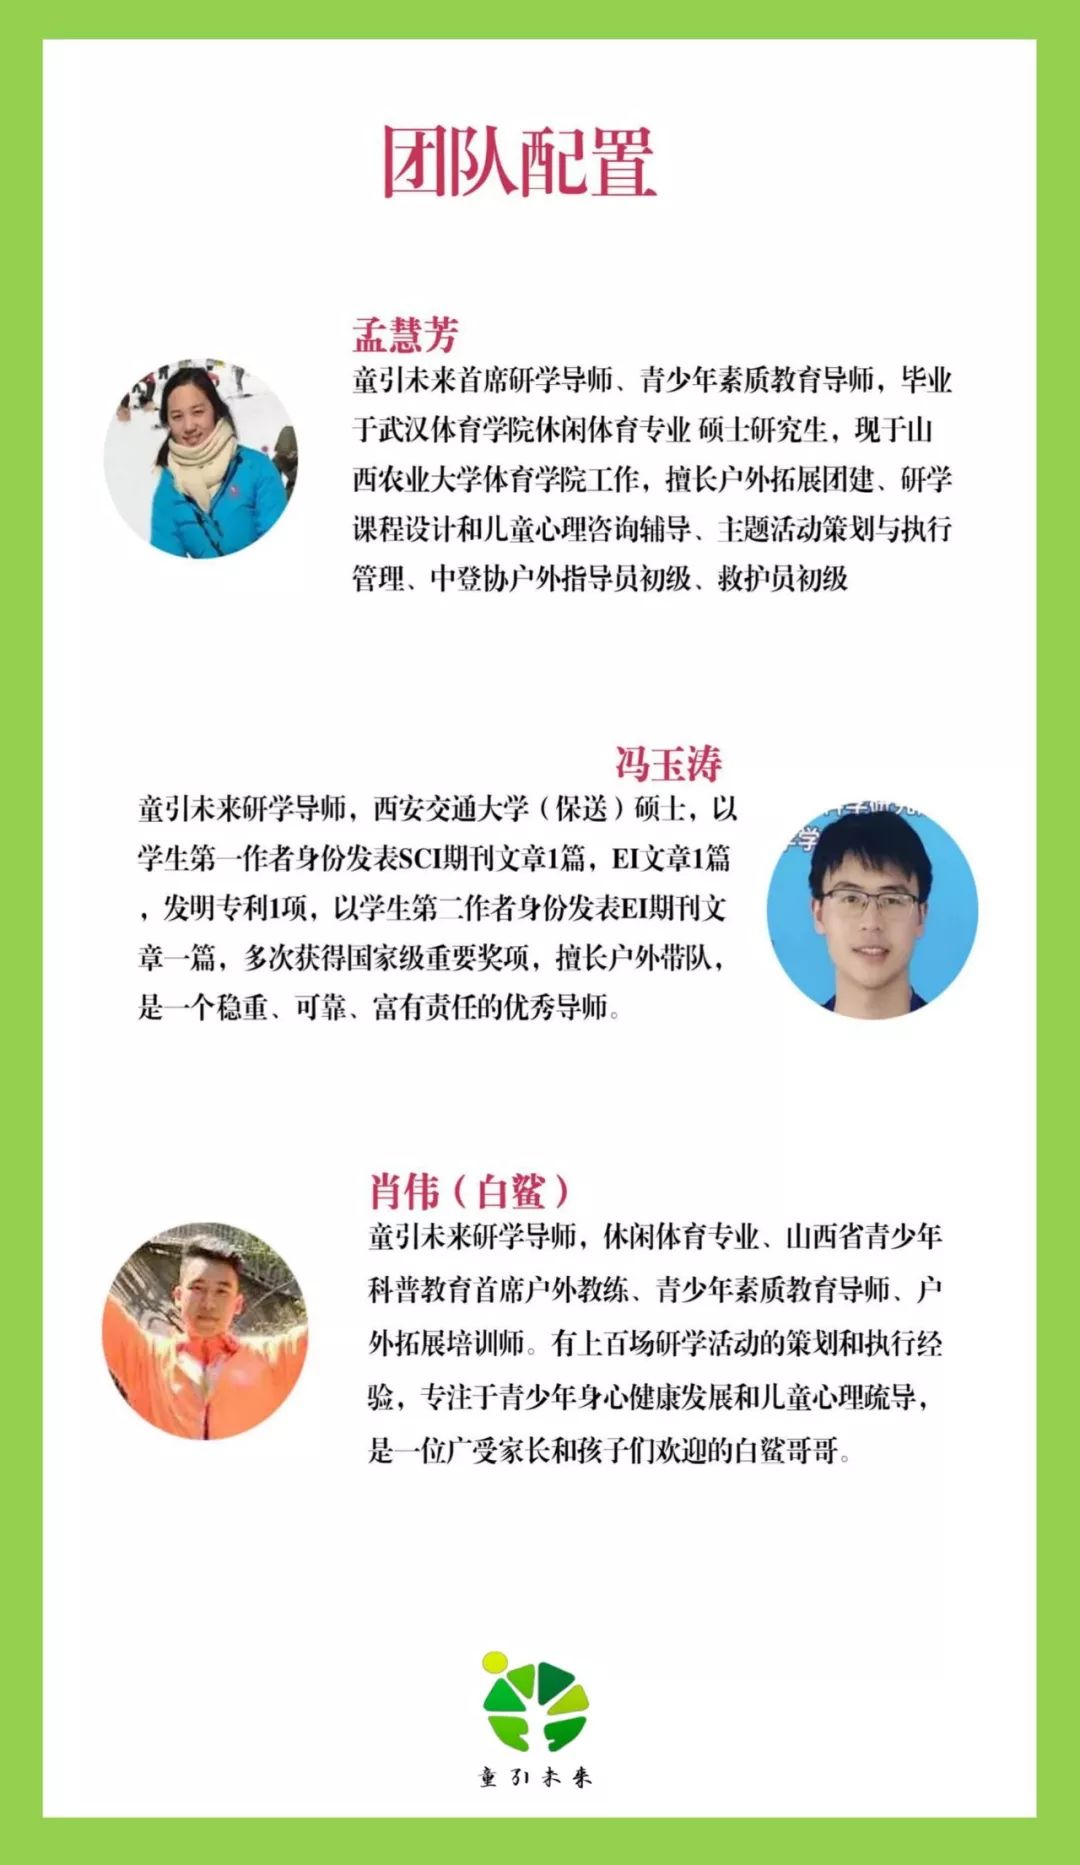 团队配置
孟慧芳
童引未来首席研学导师、青少年素质教育导师，毕业
于武汉体育学院休闲体育专业 硕士研究生，现于山
西农业大学体育学院工作，擅长户外拓展团建、研学
课程设计和儿童心理咨询辅导、主题活动策划与执行
管理、中登协户外指导员初级、救护员初级
冯玉涛
童引未来研学导师，西安交通大学（保送）硕士，以
学生第一作者身份发表SCI期刊文章1篇，EI文章1篇
，发明专利1项，以学生第二作者身份发表EI期刊文
章一篇，多次获得国家级重要奖项，擅长户外带队，
是一个稳重、可靠、富有责任的优秀导师。
肖伟（白鲨）
童引未来研学导师，休闲体育专业、山西省青少年
科普教育首席户外教练、青少年素质教育导师、户
外拓展培训师。有上百场研学活动的策划和执行经
验，专注于青少年身心健康发展和儿童心理疏导，
是一位广受家长和孩子们欢迎的白鲨哥哥。
童引未来